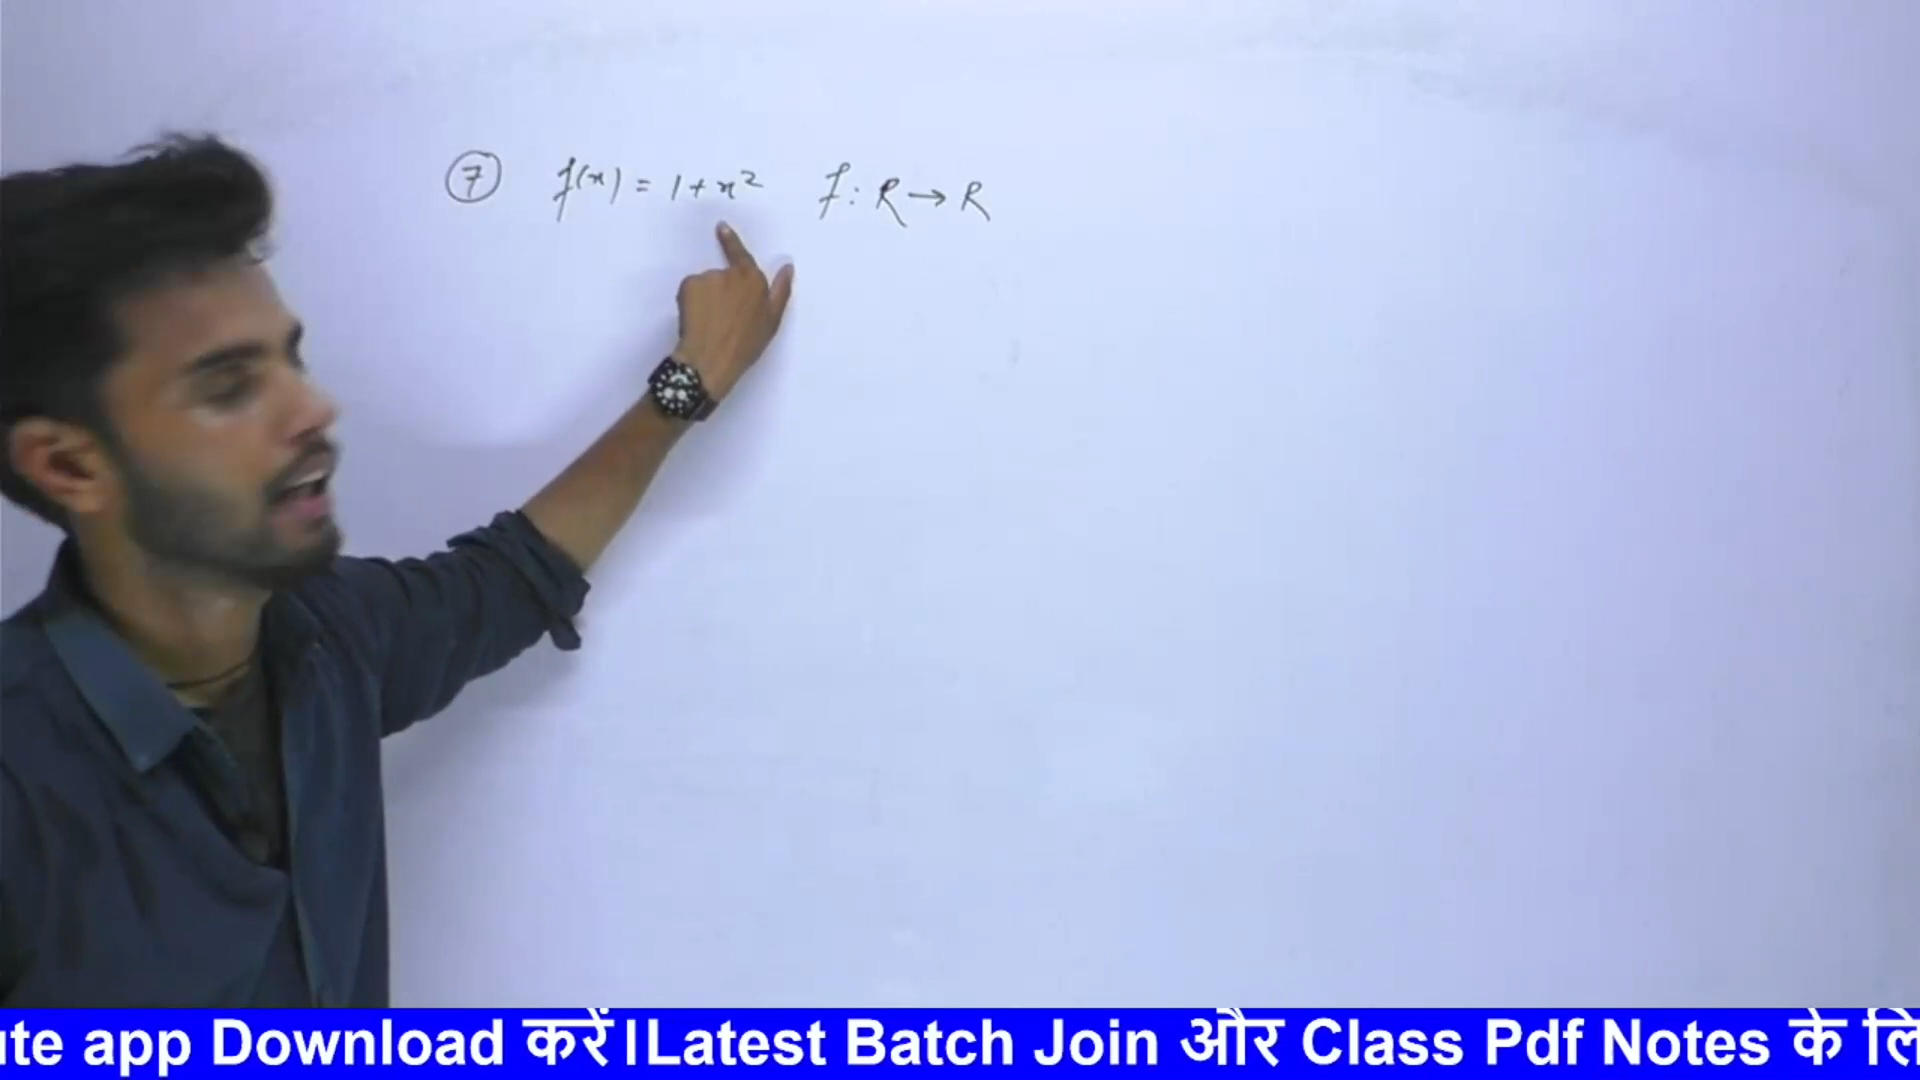 ⑦ f(x) = 1+x² f: R → R
ute app Download करें।Latest Batch Join और Class Pdf Notes के लि